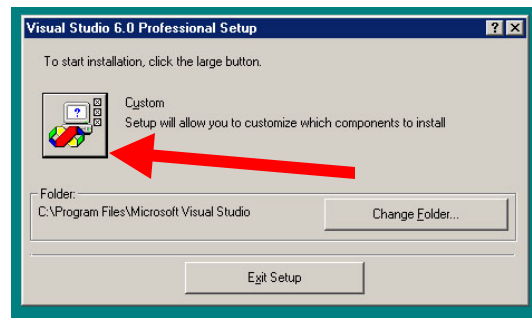 Visual Studio 6.0 Professional Setup
To start installation, click the large button.
Custom
Setup will allow you to customize which components to install
Folder:
C:\Program Files\Microsoft Visual Studio
Change Folder...
Exit Setup